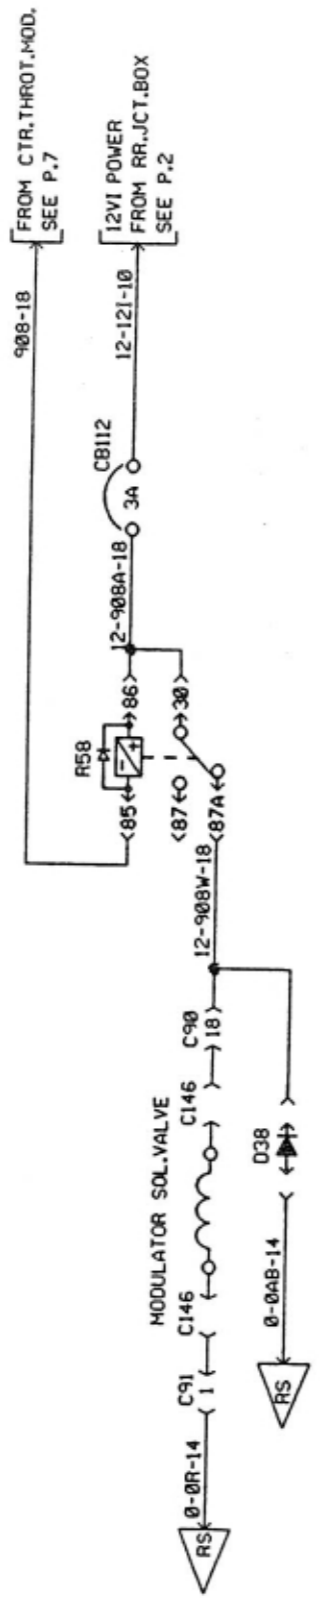 FROM CTR.THROT.MOD.
SEE P.7
908-18
12VI POWER
FROM RR.JCT.BOX
SEE P.2
12-12I-10
CB112
3A
12-908A-18
R58
86
85
30
87
87A
12-908W-18
C90
18
C146
MODULATOR SOL.VALVE
C146
C91
1
0-0R-14
RS
D38
0-0AB-14
RS